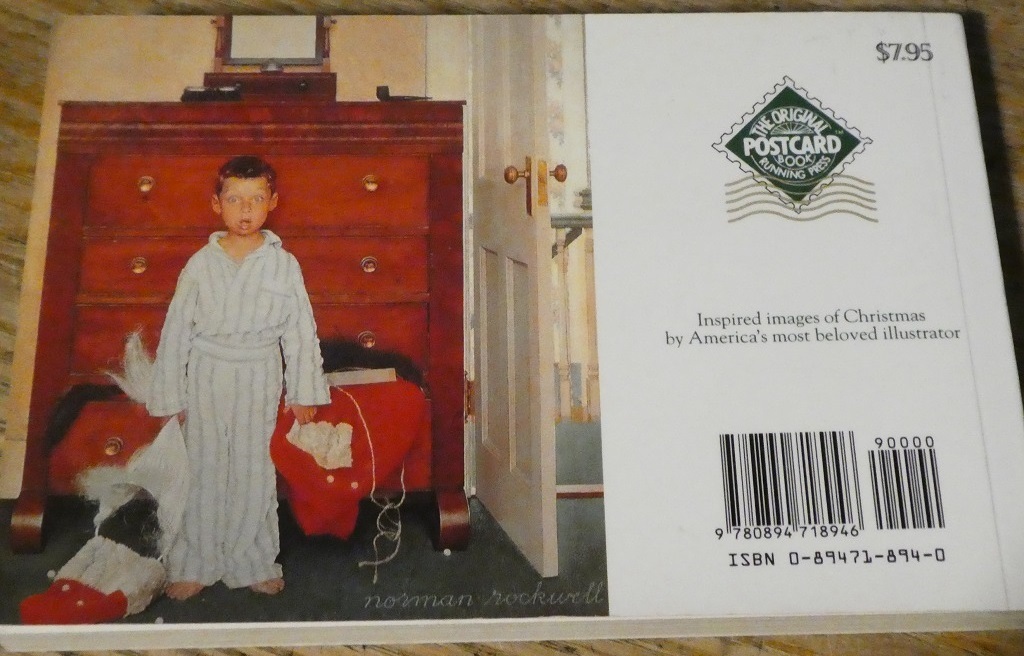 $7.95
THE ORIGINAL
POSTCARD
BOOK
RUNNING PRESS
Inspired images of Christmas
by America's most beloved illustrator
90000
9 780894 718946
ISBN 0-89471-894-0
norman rockwell